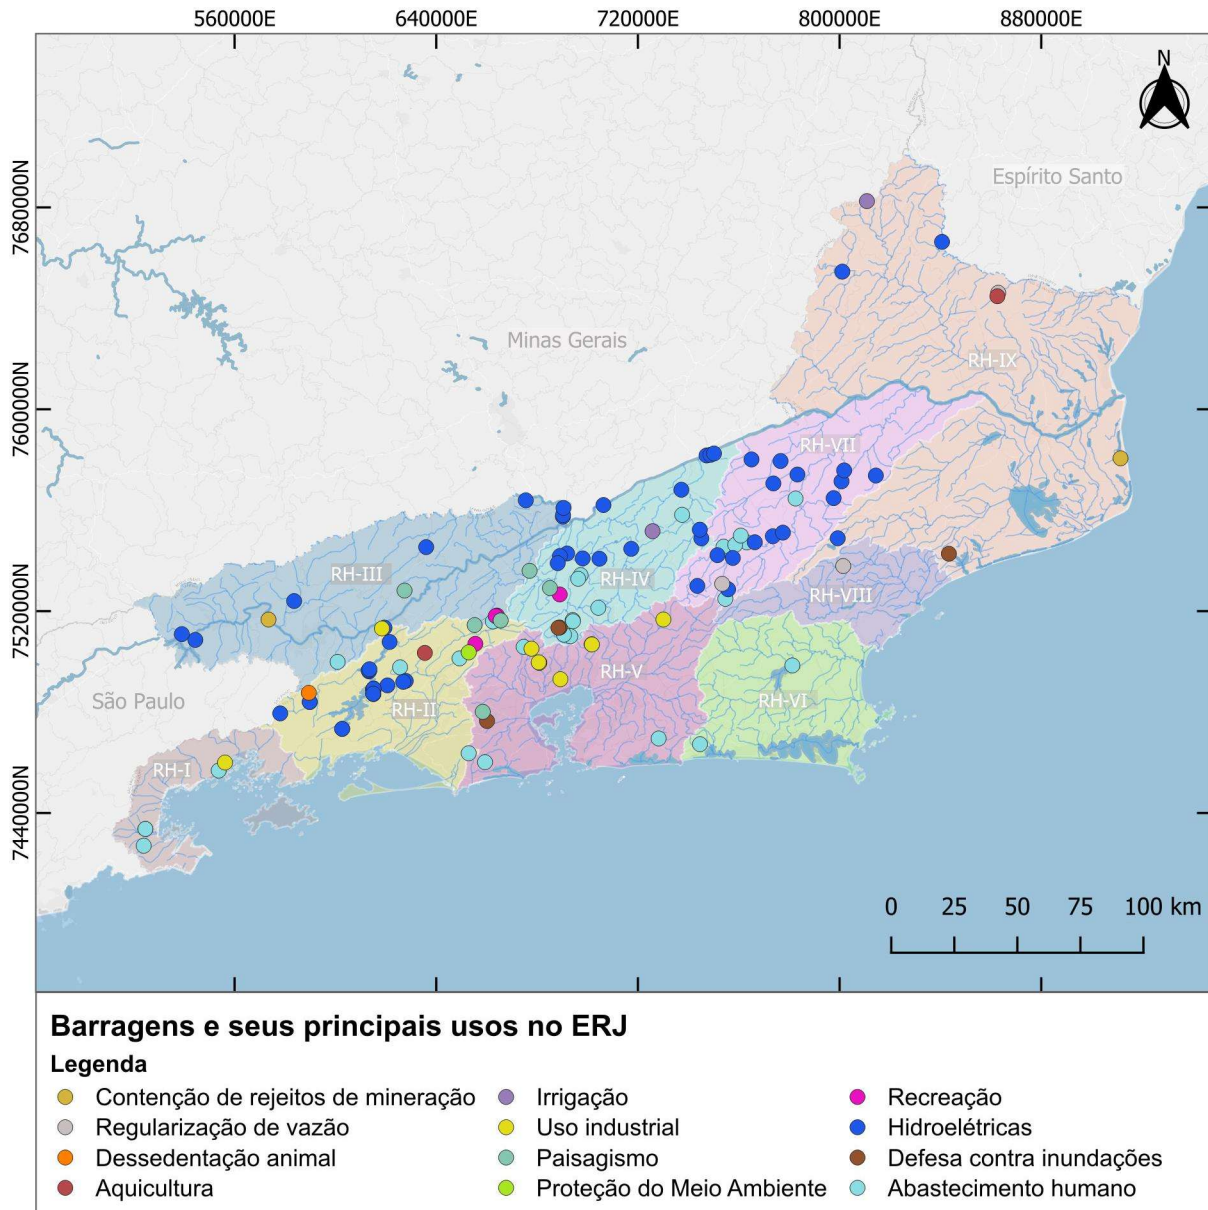 560000E 640000E 720000E 800000E 880000E
N
Espírito Santo
7680000N
Minas Gerais
RH-IX
7600000N
RH-VII
RH-III
RH-IV
RH-VIII
7520000N
RH-V
São Paulo
RH-VI
RH-II
RH-I
7440000N
0 25 50 75 100 km
Barragens e seus principais usos no ERJ
Legenda
Contenção de rejeitos de mineração
Regularização de vazão
Dessedentação animal
Aquicultura
Irrigação
Uso industrial
Paisagismo
Proteção do Meio Ambiente
Recreação
Hidroelétricas
Defesa contra inundações
Abastecimento humano